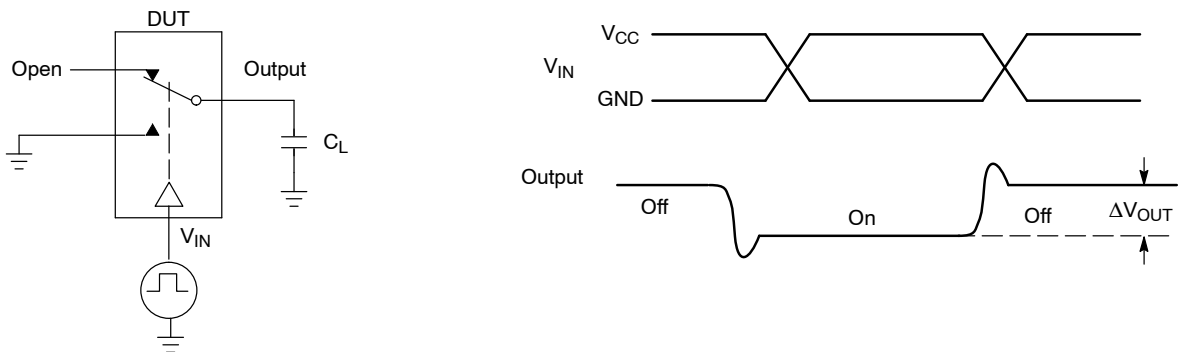 DUT
Open
Output
C_L
V_IN
V_CC
V_IN
GND
Output
Off
On
Off
ΔV_OUT